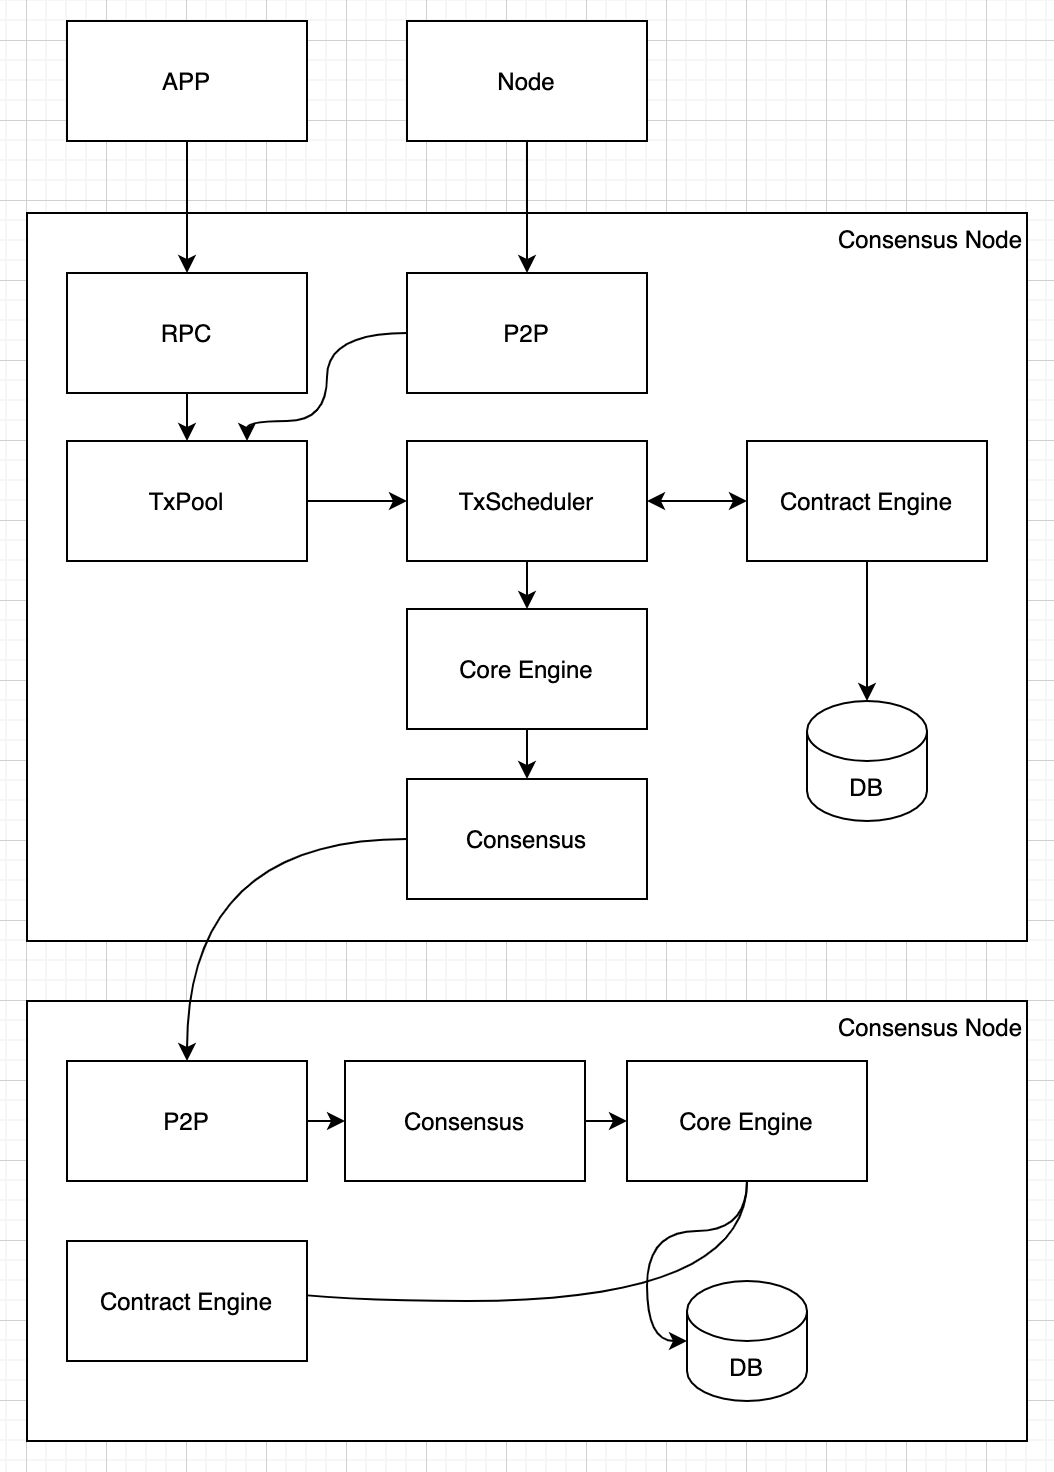 APP
Node
Consensus Node
RPC
P2P
TxPool
TxScheduler
Contract Engine
Core Engine
DB
Consensus
Consensus Node
P2P
Consensus
Core Engine
Contract Engine
DB